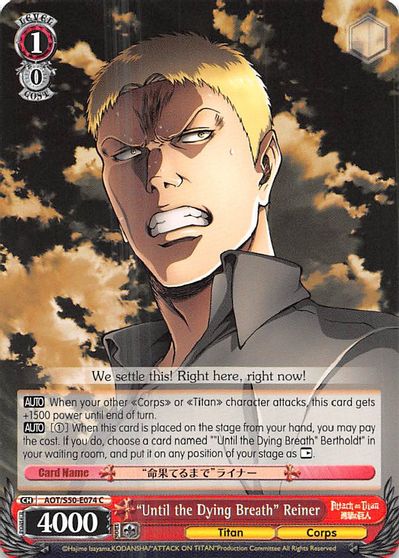 LEVEL
1
0
COST
We settle this! Right here, right now!
AUTO When your other «Corps» or «Titan» character attacks, this card gets
+1500 power until end of turn.
AUTO [①] When this card is placed on the stage from your hand, you may pay
the cost. If you do, choose a card named ""Until the Dying Breath" Bertholdt" in
your waiting room, and put it on any position of your stage as
Card Name "命果てるまで"ライナー
CH AOT/S50-E074 C
"Until the Dying Breath" Reiner
Attack on Titan
進撃の巨人
4000
Titan
Corps
©Hajime Isayama,KODANSHA/"ATTACK ON TITAN"Production Committee All Rights Reserved